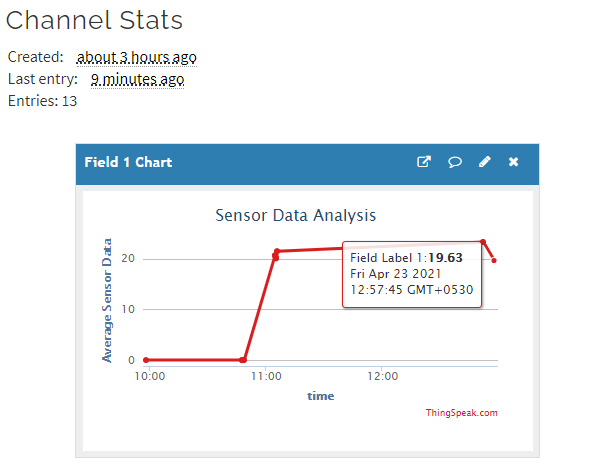 Channel Stats
Created: about 3 hours ago
Last entry: 9 minutes ago
Entries: 13
Field 1 Chart
Sensor Data Analysis
Average Sensor Data
20
10
0
Field Label 1:19.63
Fri Apr 23 2021
12:57:45 GMT+0530
10:00 11:00 12:00
time
ThingSpeak.com